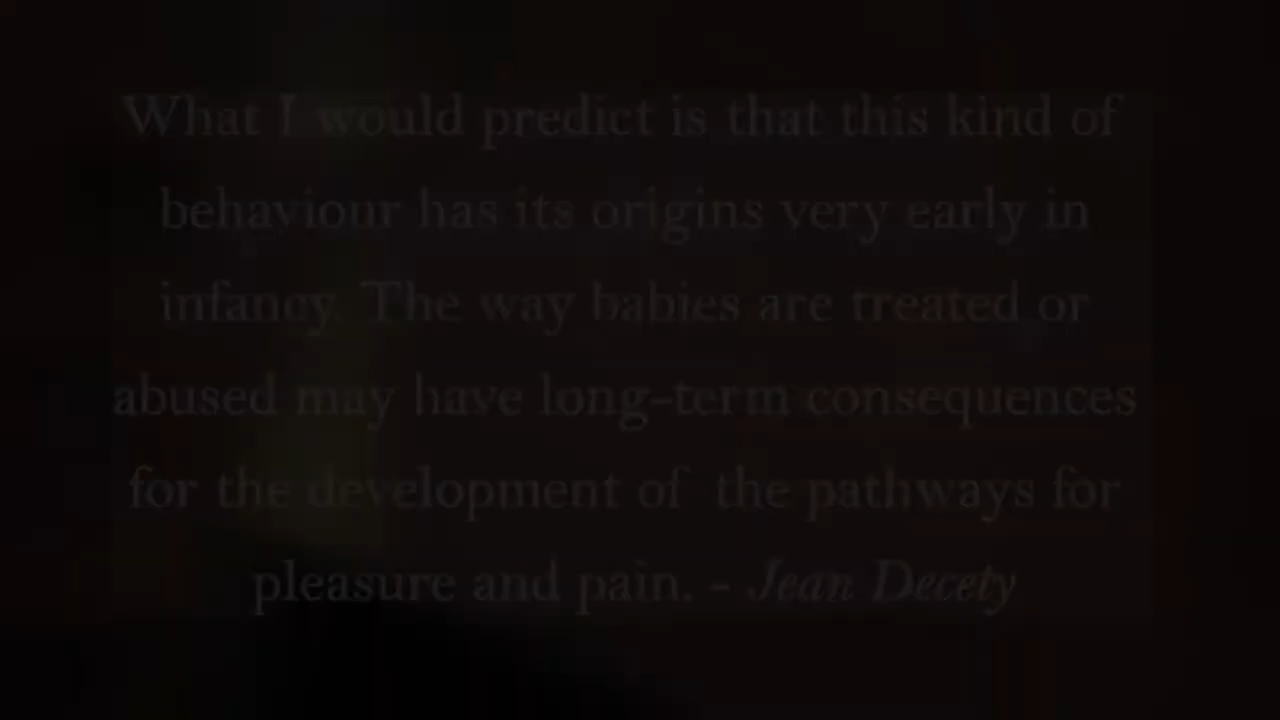 What I would predict is that this kind of
behaviour has its origins very early in
infancy. The way babies are treated or
abused may have long-term consequences
for the development of the pathways for
pleasure and pain. - Jean Decety